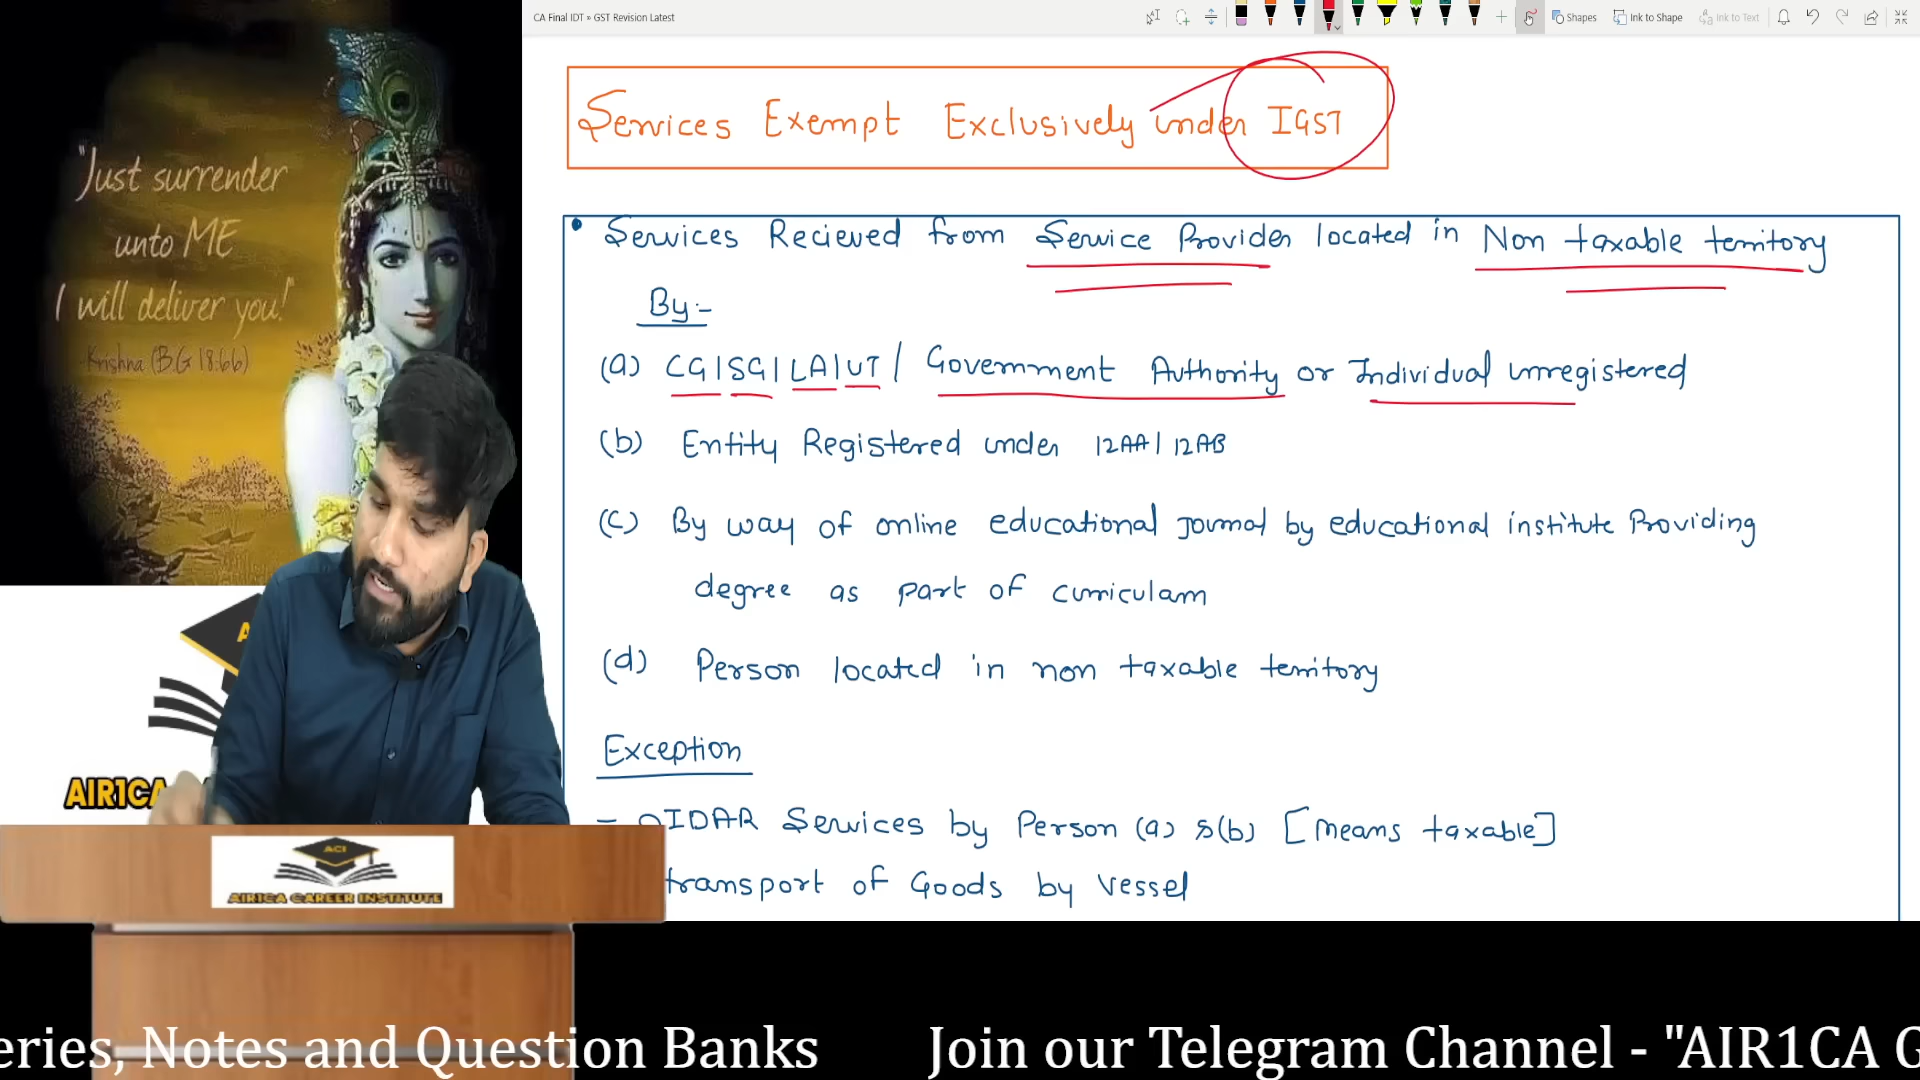 CA Final IDT » GST Revision Latest
Shapes
Ink to Shape
Ink to Text
"Just surrender
unto ME
I will deliver you!"
- Krishna (B.G 18:66)
Services Exempt Exclusively under IGST
• Services Recieved from Service Provider located in Non taxable territory
By:-
(a) CG|SG|LA|UT / Government Authority or Individual unregistered
(b) Entity Registered under 12AA| 12AB
(c) By way of online educational Journal by educational institute Providing
degree as part of curriculam
(d) Person located in non taxable territory
Exception
- OIDAR Services by Person (a) &(b) [Means taxable]
transport of Goods by Vessel
AIR1CA
ACI
AIR1CA CAREER INSTITUTE
eries, Notes and Question Banks Join our Telegram Channel - "AIR1CA G